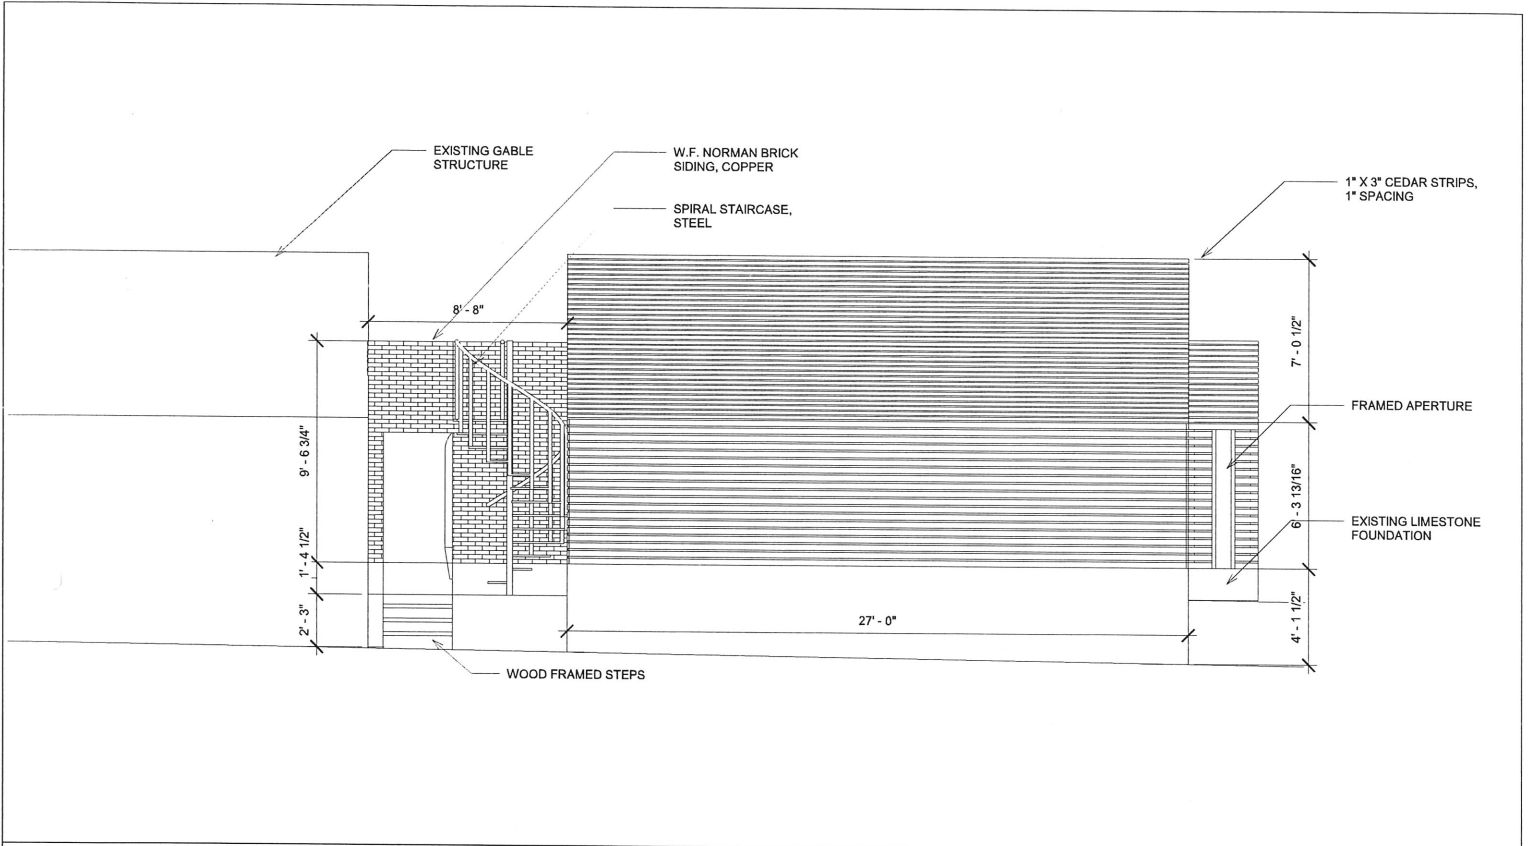 EXISTING GABLE
STRUCTURE
W.F. NORMAN BRICK
SIDING, COPPER
SPIRAL STAIRCASE,
STEEL
1" X 3" CEDAR STRIPS,
1" SPACING
8' - 8"
7' - 0 1/2"
FRAMED APERTURE
9' - 6 3/4"
6' - 3 13/16"
EXISTING LIMESTONE
FOUNDATION
1' - 4 1/2"
2' - 3"
27' - 0"
4' - 1 1/2"
WOOD FRAMED STEPS